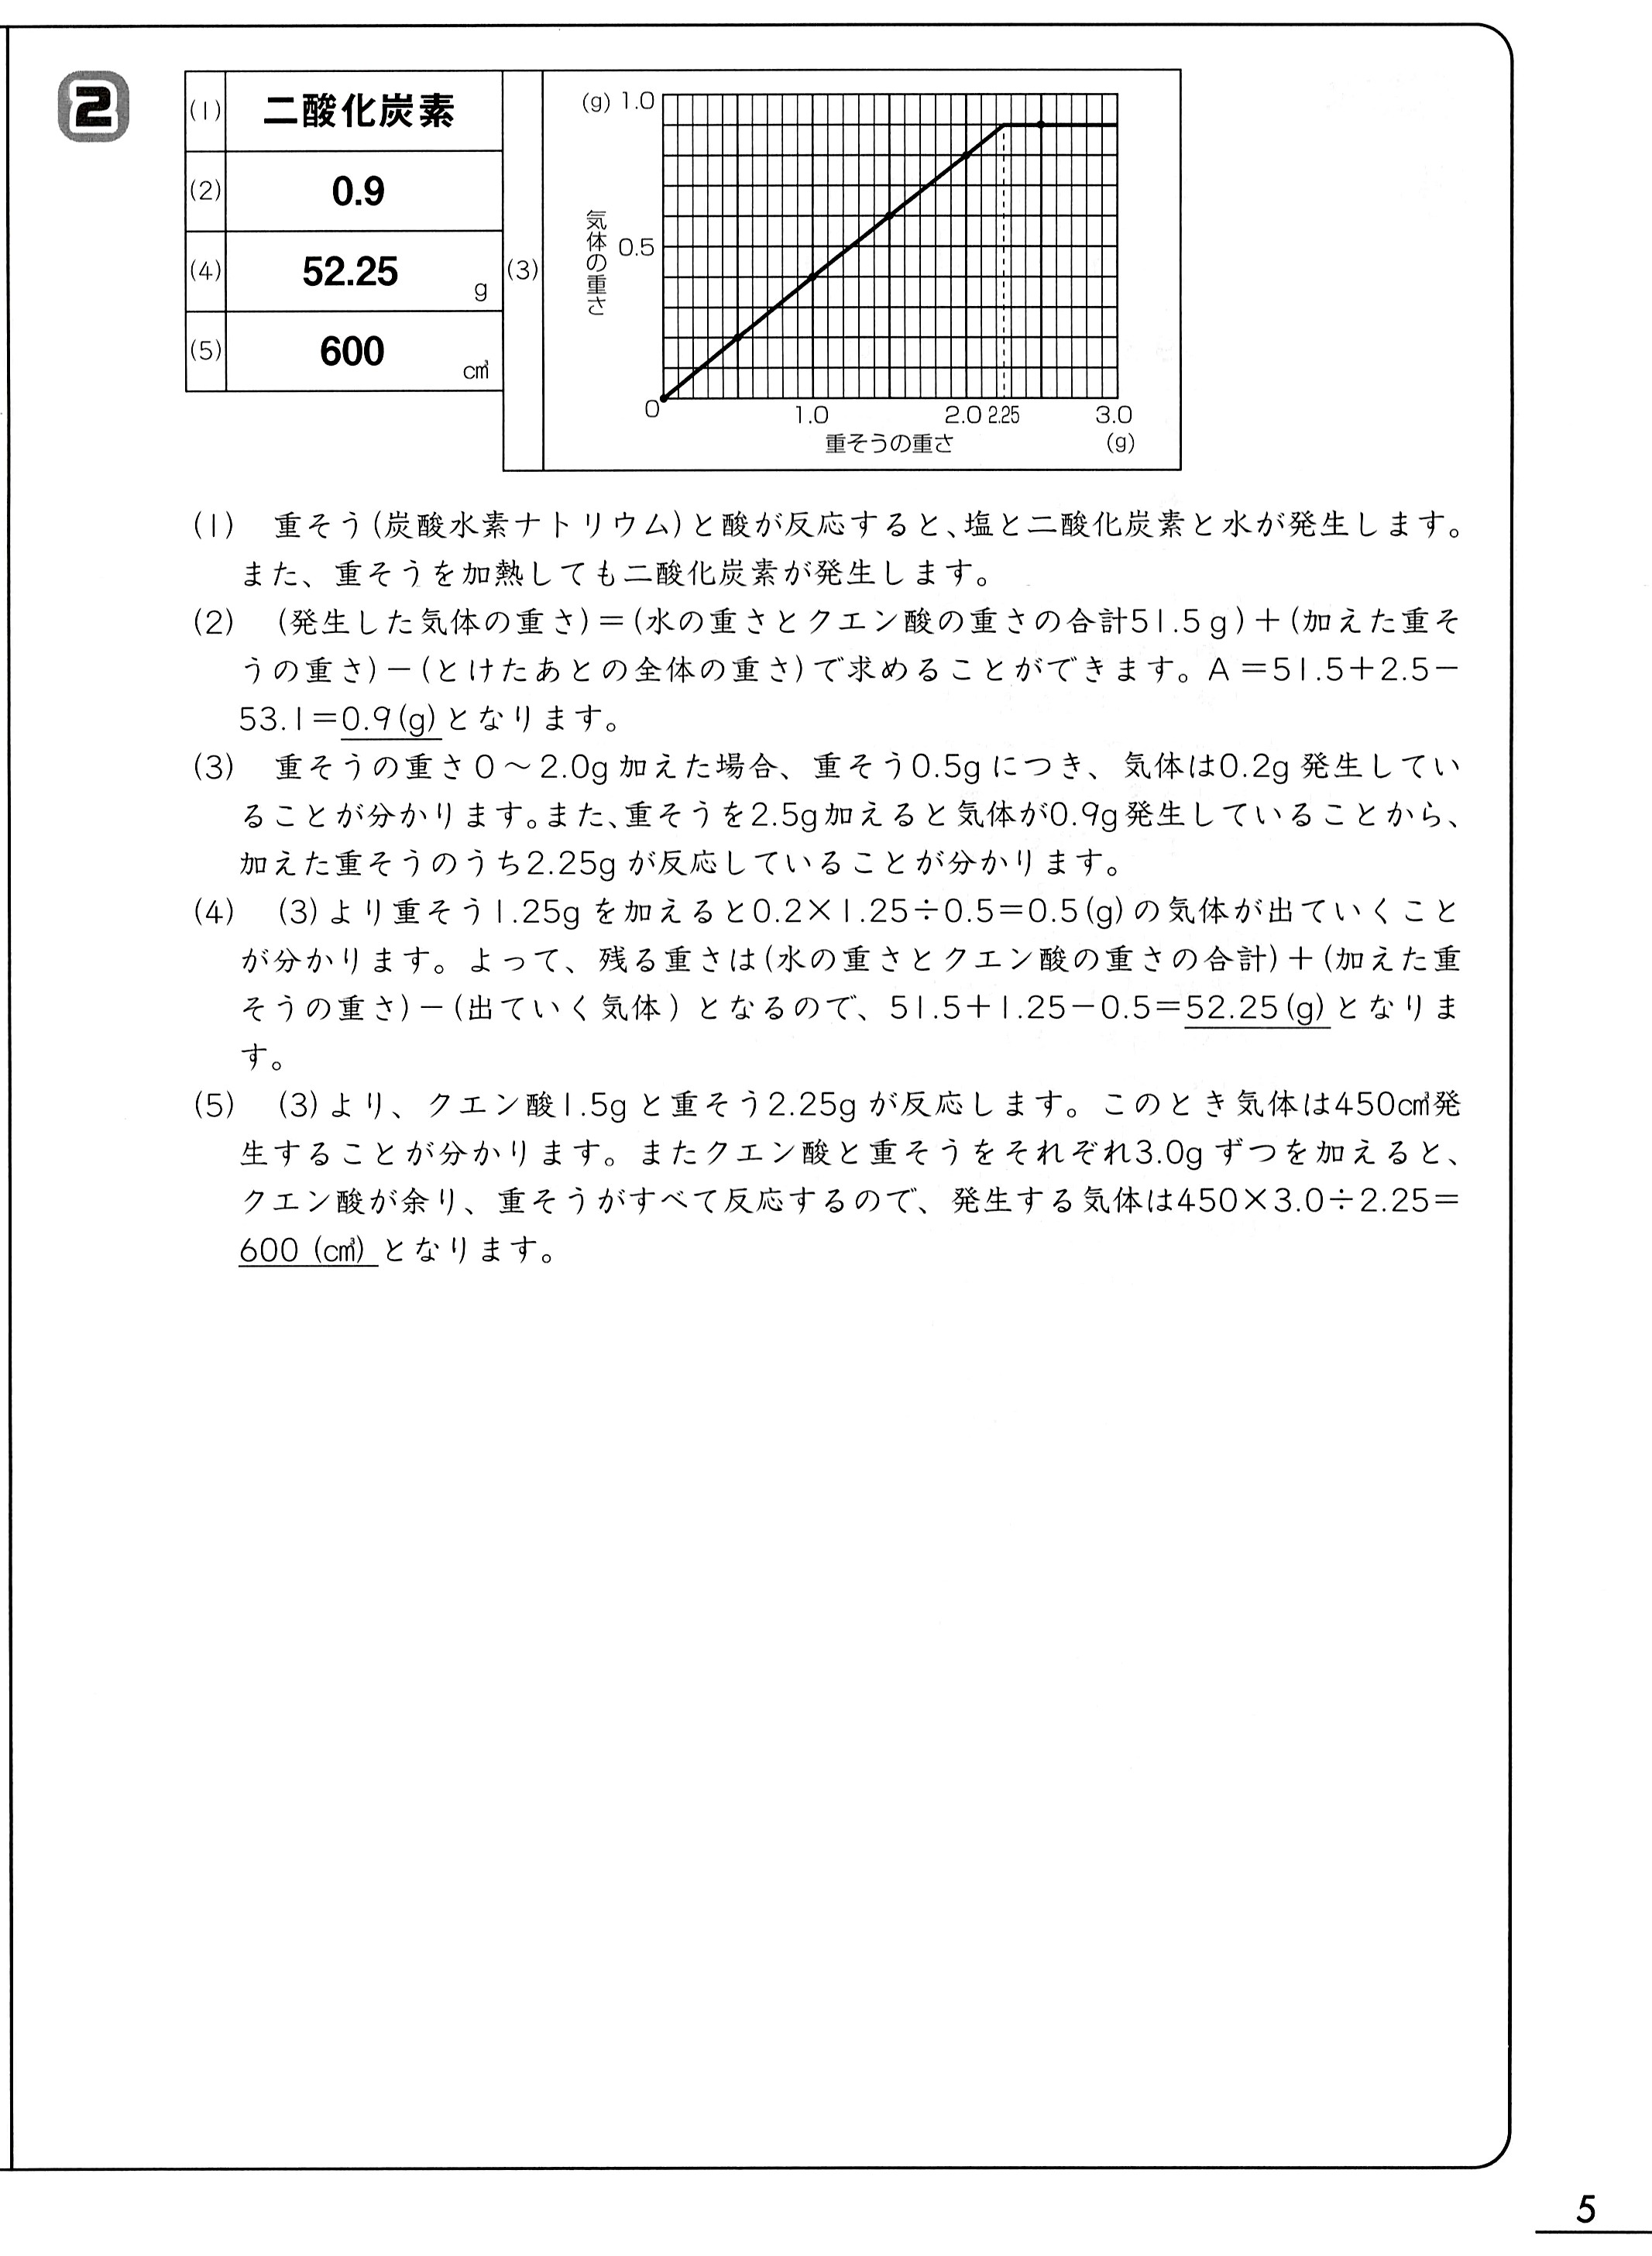 2
(1) 二酸化炭素
(2) 0.9
(4) 52.25 g
(5) 600 cm³
(3)
(g) 1.0
気体の重さ
0.5
0 1.0 2.0 2.25 3.0
重そうの重さ (g)
(1) 重そう(炭酸水素ナトリウム)と酸が反応すると、塩と二酸化炭素と水が発生します。
また、重そうを加熱しても二酸化炭素が発生します。
(2) (発生した気体の重さ)=(水の重さとクエン酸の重さの合計51.5g)+(加えた重そ
うの重さ)-(とけたあとの全体の重さ)で求めることができます。A=51.5+2.5-
53.1=0.9(g)となります。
(3) 重そうの重さ0～2.0g加えた場合、重そう0.5gにつき、気体は0.2g発生してい
ることが分かります。また、重そうを2.5g加えると気体が0.9g発生していることから、
加えた重そうのうち2.25gが反応していることが分かります。
(4) (3)より重そう1.25gを加えると0.2×1.25÷0.5=0.5(g)の気体が出ていくこと
が分かります。よって、残る重さは(水の重さとクエン酸の重さの合計)+(加えた重
そうの重さ)-(出ていく気体)となるので、51.5+1.25-0.5=52.25(g)となりま
す。
(5) (3)より、クエン酸1.5gと重そう2.25gが反応します。このとき気体は450cm³発
生することが分かります。またクエン酸と重そうをそれぞれ3.0gずつを加えると、
クエン酸が余り、重そうがすべて反応するので、発生する気体は450×3.0÷2.25=
600(cm³)となります。
5